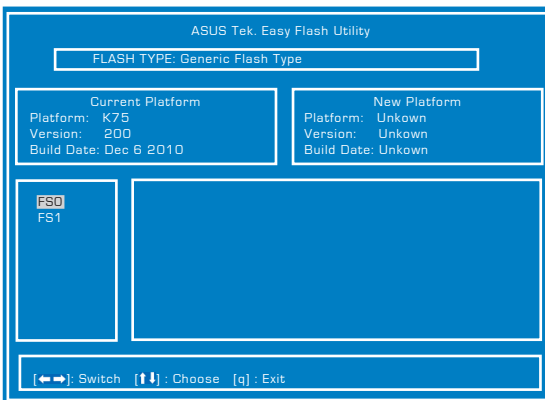 ASUS Tek. Easy Flash Utility
FLASH TYPE: Generic Flash Type
Current Platform
Platform: K75
Version: 200
Build Date: Dec 6 2010
New Platform
Platform: Unkown
Version: Unkown
Build Date: Unkown
FS0
FS1
[←→]: Switch [↑↓] : Choose [q] : Exit